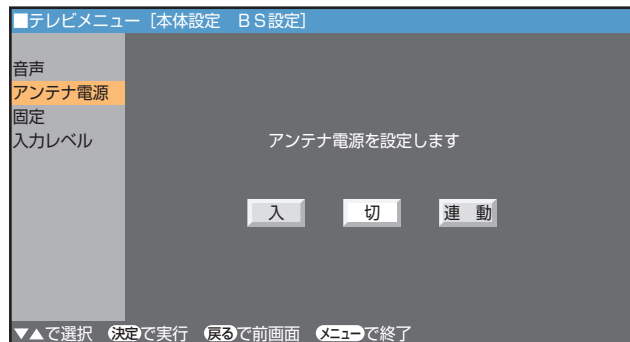 ■テレビメニュー［本体設定　ＢＳ設定］
音声
アンテナ電源
固定
入力レベル
アンテナ電源を設定します
入　切　連　動
▼▲で選択　決定で実行　戻るで前画面　メニューで終了